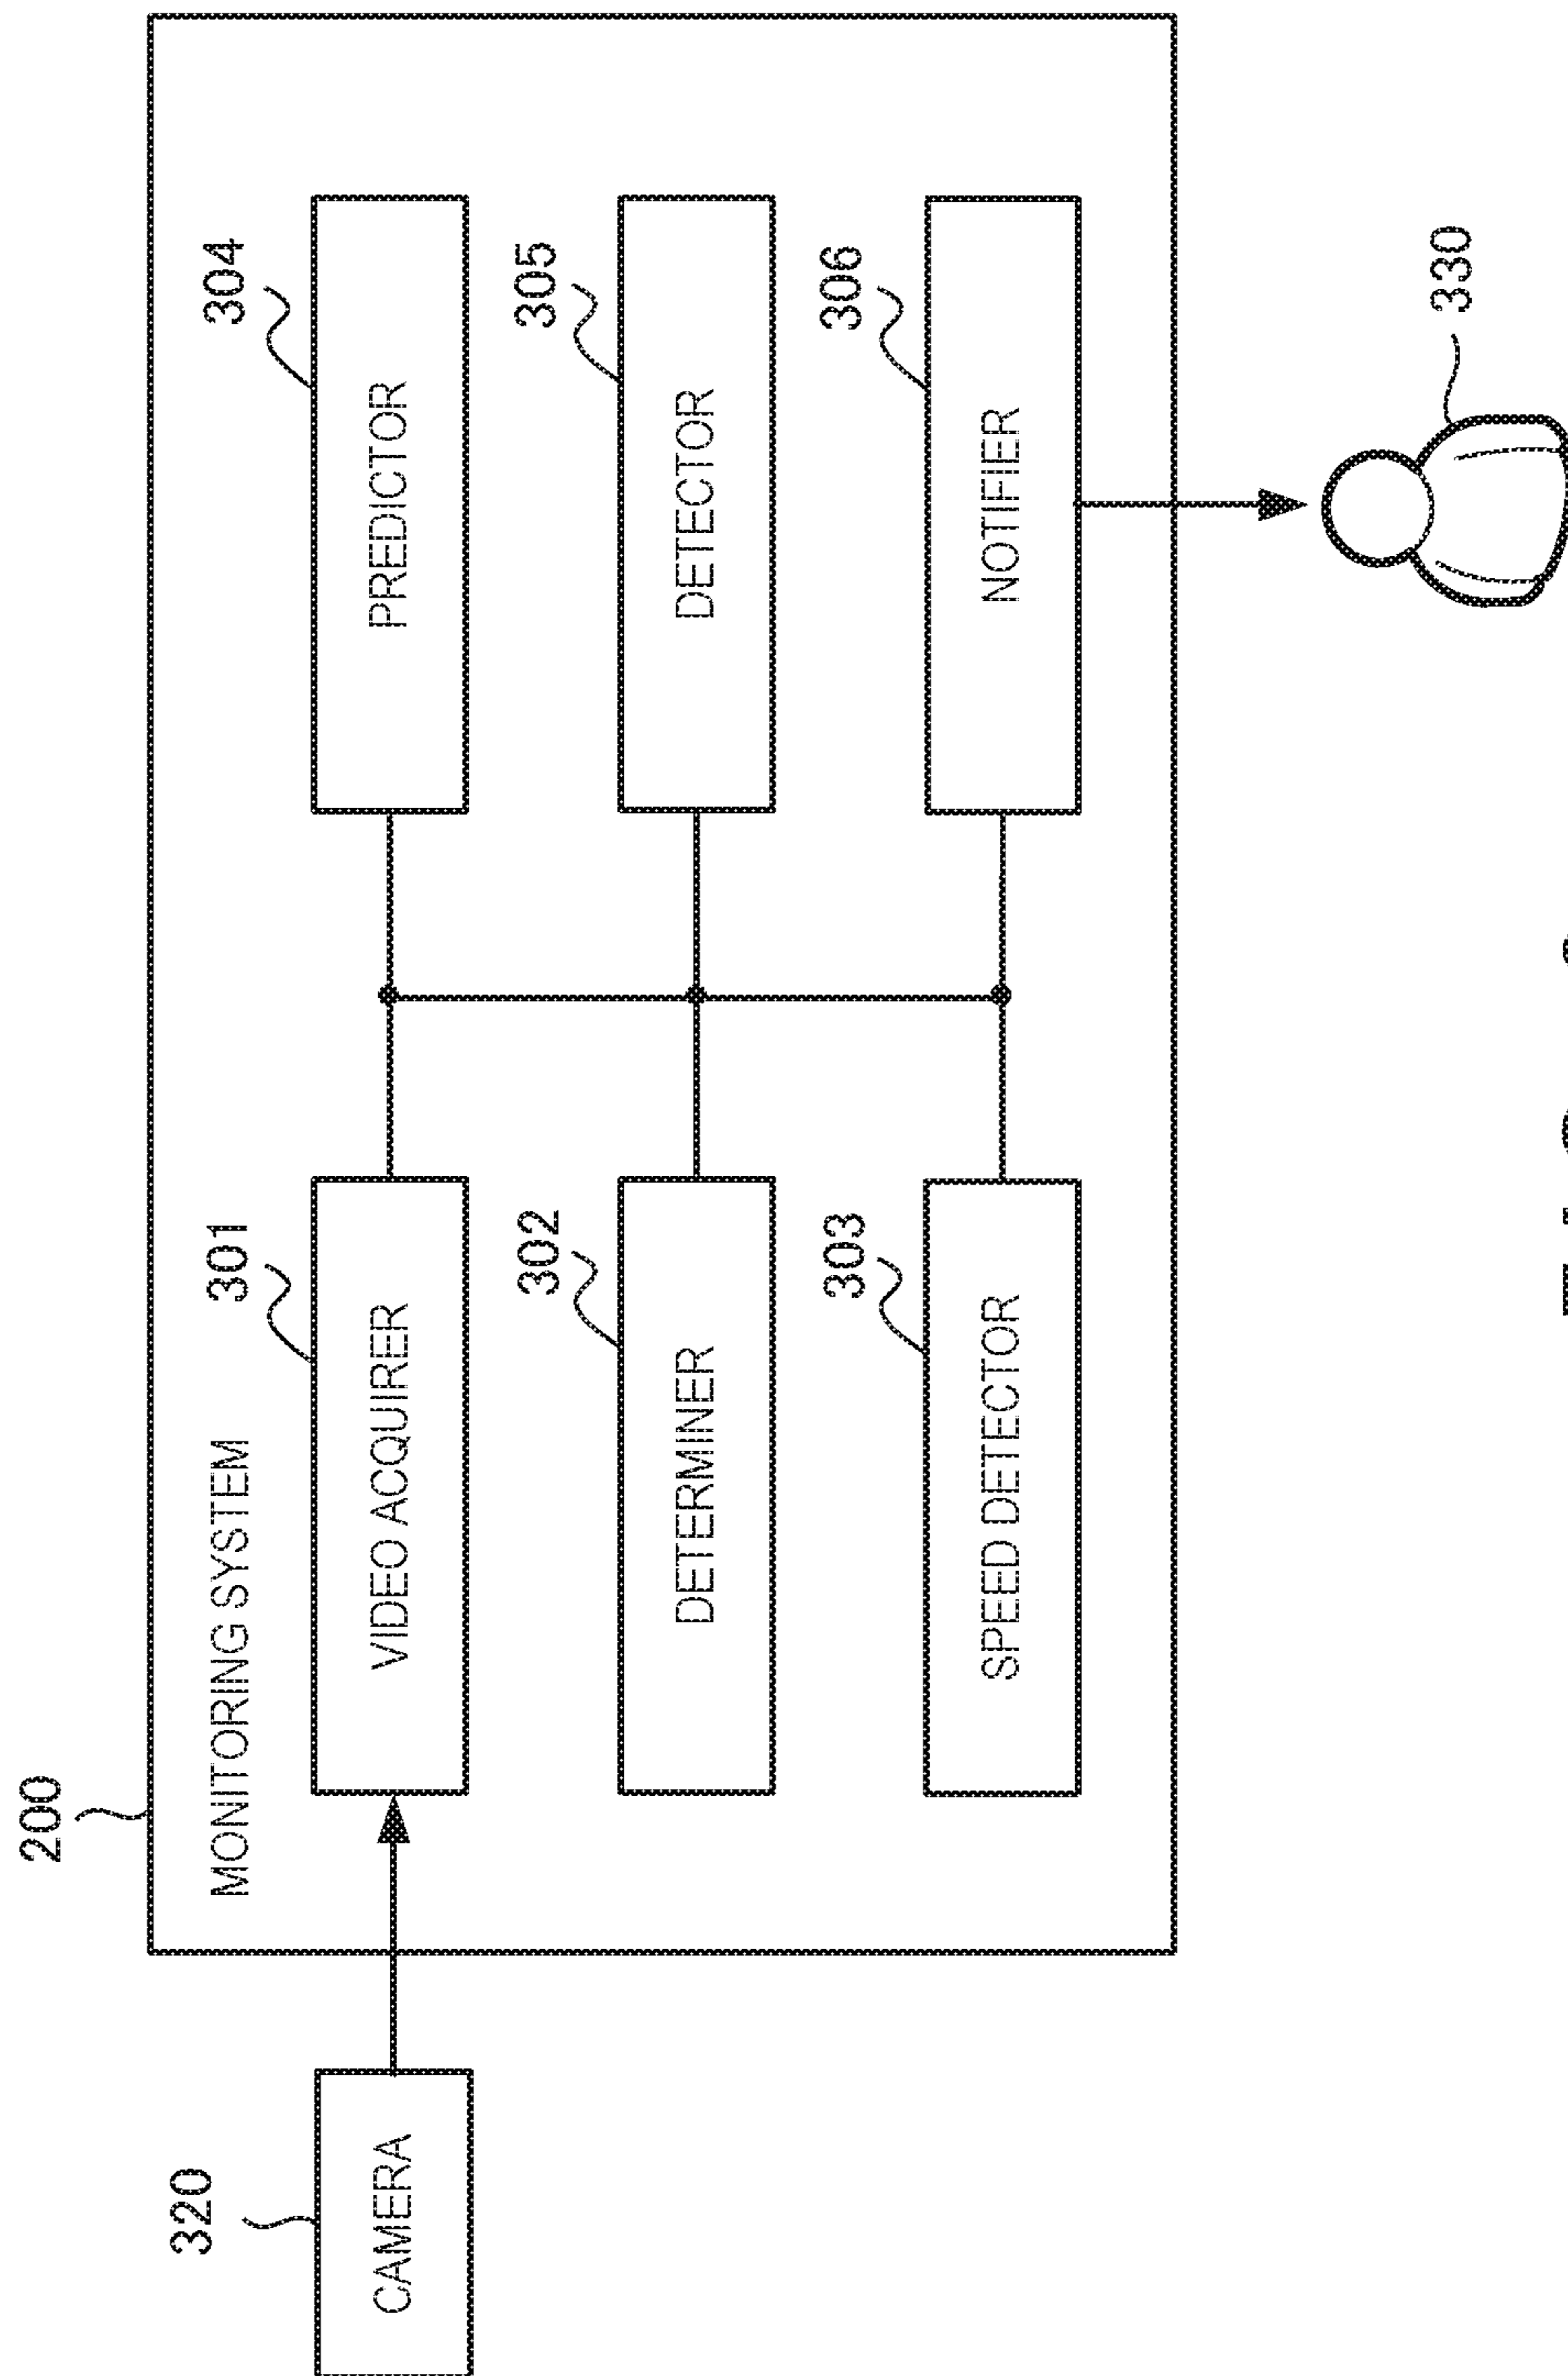 200
MONITORING SYSTEM
320
CAMERA
301
VIDEO ACQUIRER
304
PREDICTOR
302
DETERMINER
305
DETECTOR
303
SPEED DETECTOR
306
NOTIFIER
330